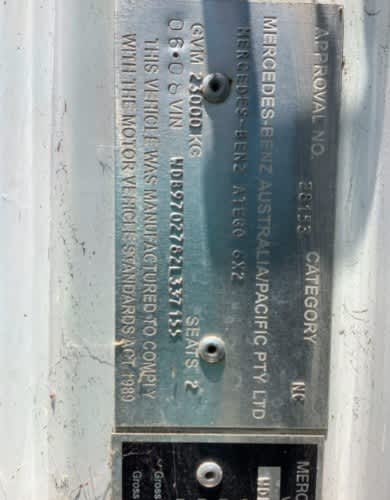 APPROVAL NO. 28153 CATEGORY NC
MERCEDES-BENZ AUSTRALIA/PACIFIC PTY LTD
MERCEDES-BENZ ATEGO 6X2
GVM 23000 KG SEATS 2
06·06 VIN WDB9702782L337155
THIS VEHICLE WAS MANUFACTURED TO COMPLY
WITH THE MOTOR VEHICLE STANDARDS ACT 1989
MERC
Gross
Gross